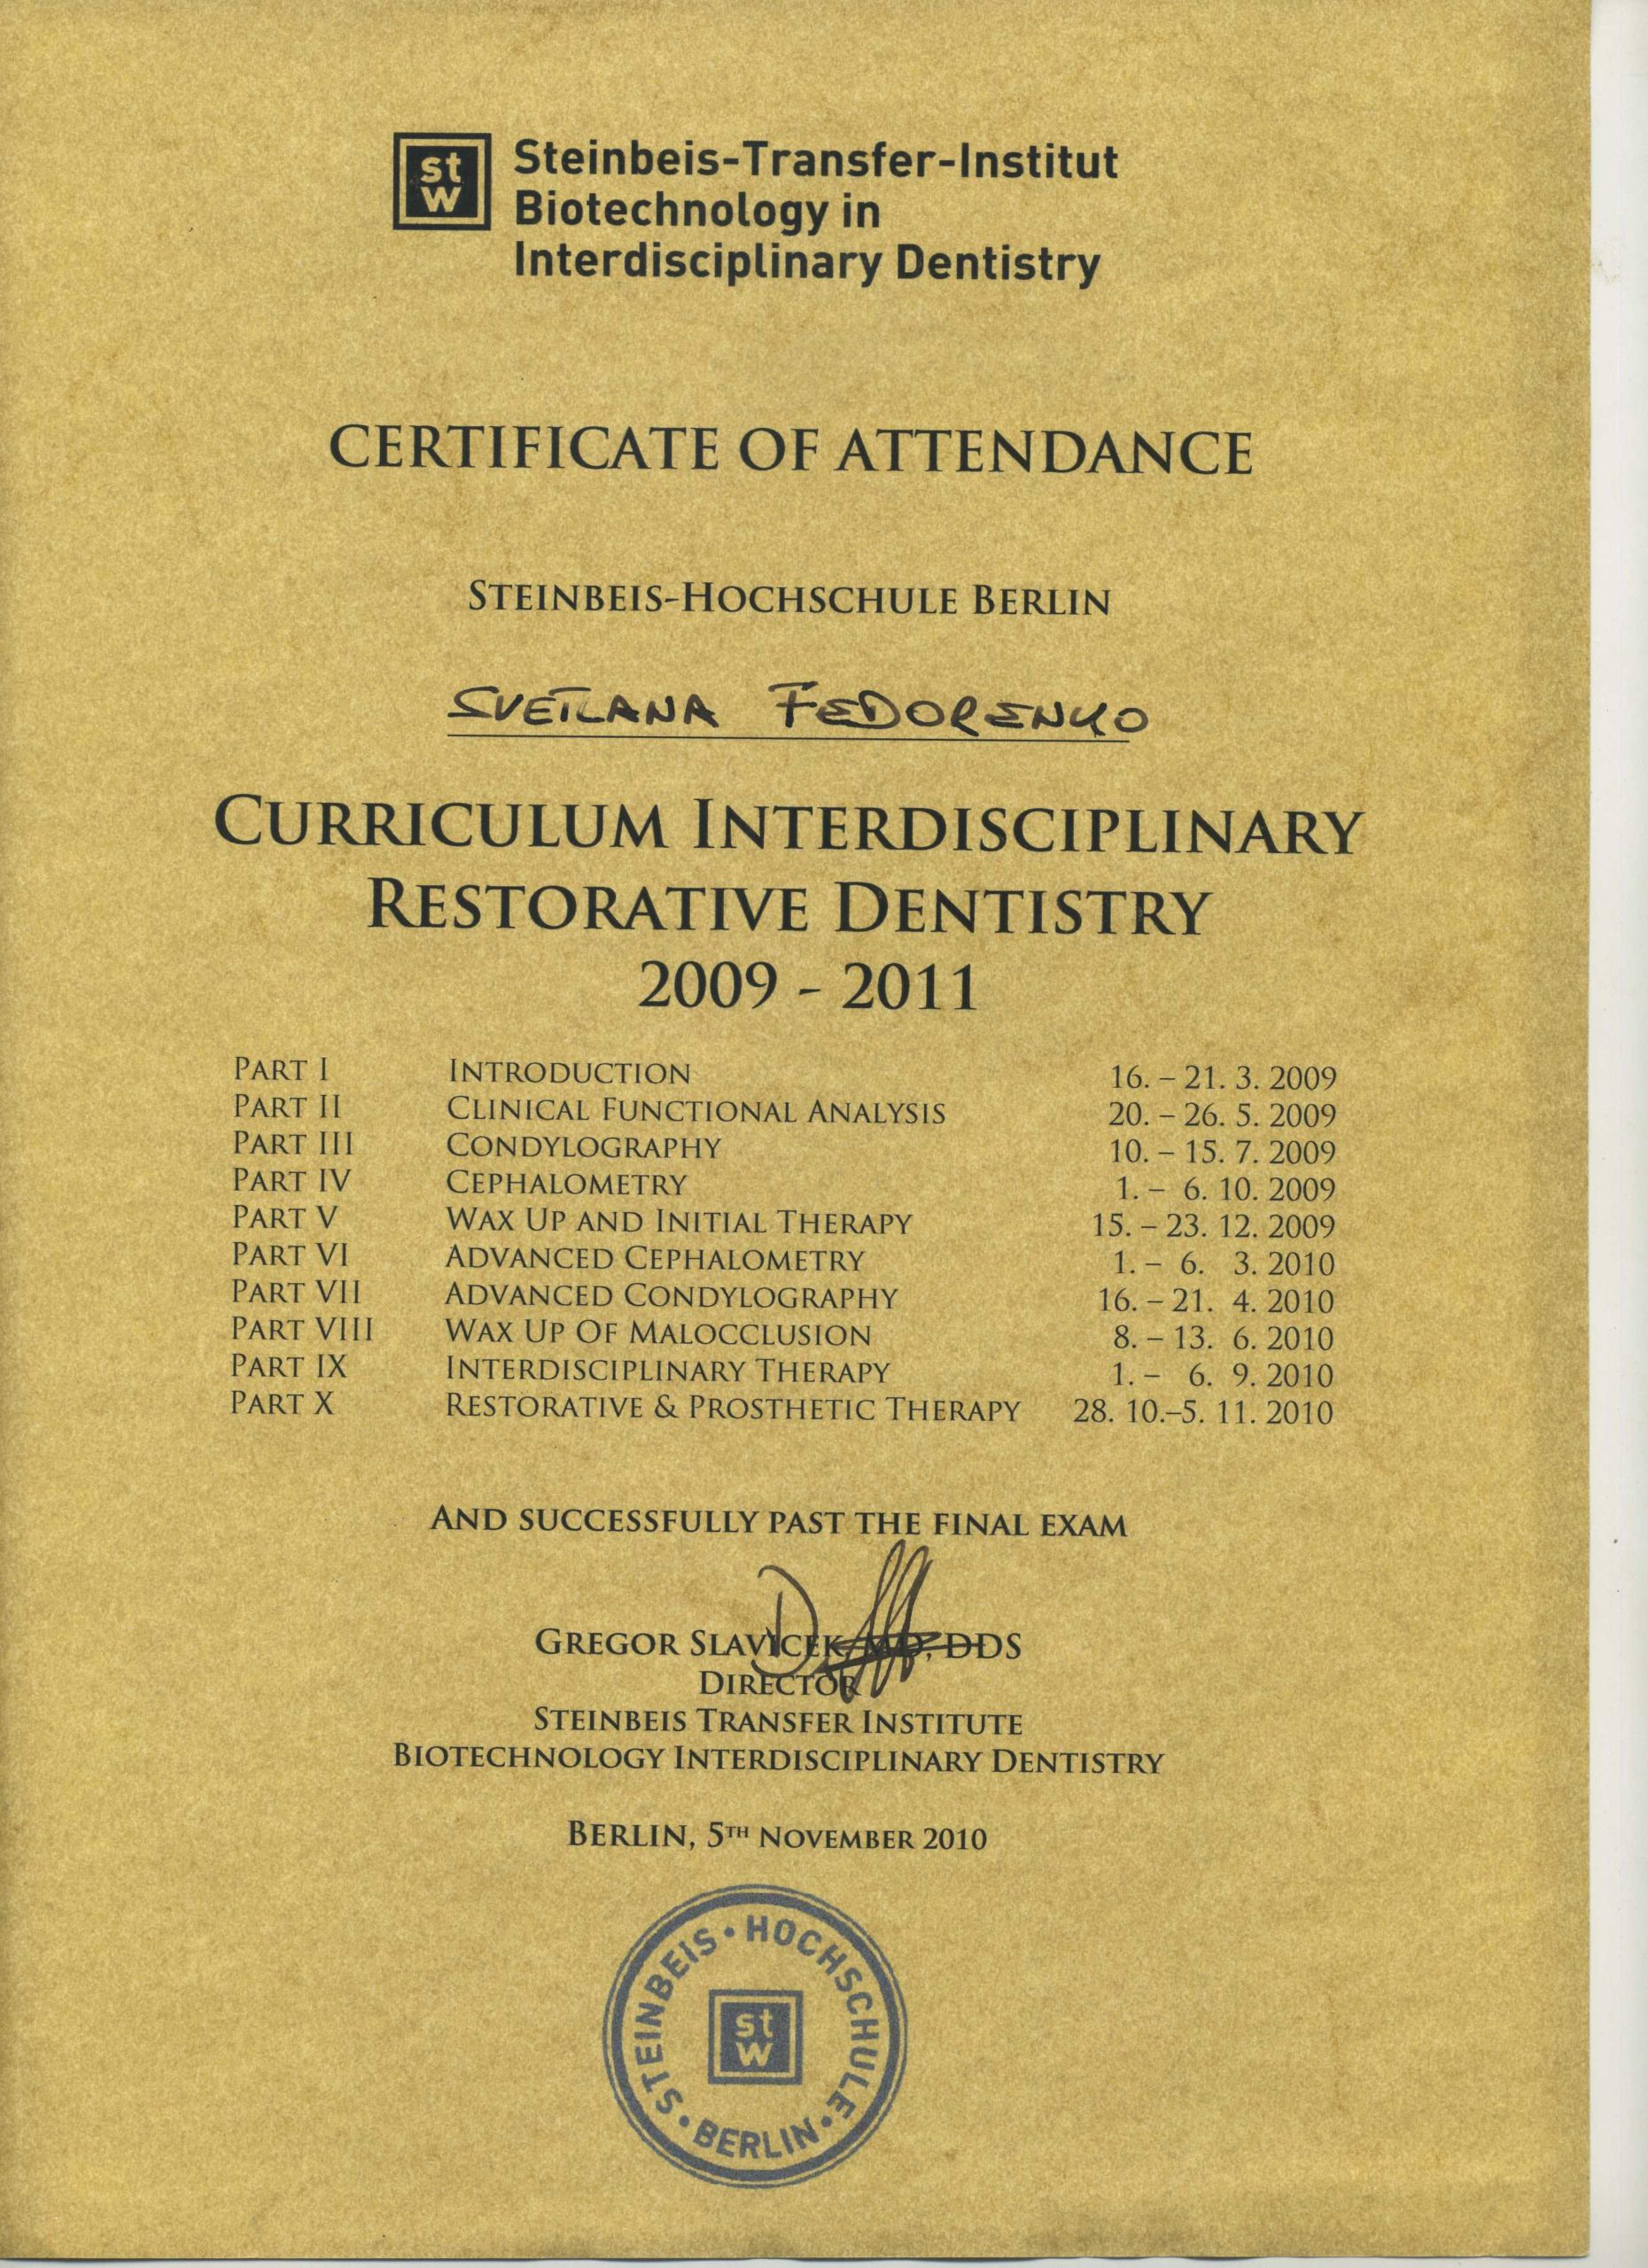 st
w
Steinbeis-Transfer-Institut
Biotechnology in
Interdisciplinary Dentistry
CERTIFICATE OF ATTENDANCE
STEINBEIS-HOCHSCHULE BERLIN
SVETLANA FEDORENKO
CURRICULUM INTERDISCIPLINARY
RESTORATIVE DENTISTRY
2009 - 2011
PART I INTRODUCTION 16. – 21. 3. 2009
PART II CLINICAL FUNCTIONAL ANALYSIS 20. – 26. 5. 2009
PART III CONDYLOGRAPHY 10. – 15. 7. 2009
PART IV CEPHALOMETRY 1. – 6. 10. 2009
PART V WAX UP AND INITIAL THERAPY 15. – 23. 12. 2009
PART VI ADVANCED CEPHALOMETRY 1. – 6. 3. 2010
PART VII ADVANCED CONDYLOGRAPHY 16. – 21. 4. 2010
PART VIII WAX UP OF MALOCCLUSION 8. – 13. 6. 2010
PART IX INTERDISCIPLINARY THERAPY 1. – 6. 9. 2010
PART X RESTORATIVE & PROSTHETIC THERAPY 28. 10.–5. 11. 2010
AND SUCCESSFULLY PAST THE FINAL EXAM
GREGOR SLAVICEK MD, DDS
DIRECTOR
STEINBEIS TRANSFER INSTITUTE
BIOTECHNOLOGY INTERDISCIPLINARY DENTISTRY
BERLIN, 5TH NOVEMBER 2010
STEINBEIS • HOCHSCHULE • BERLIN •
st
w